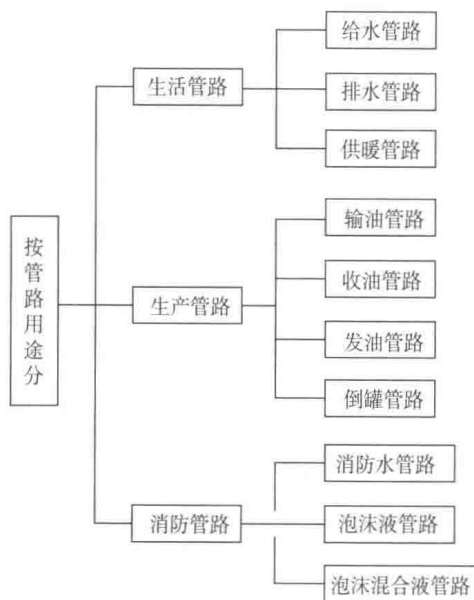 按管路用途分
生活管路
给水管路
排水管路
供暖管路
生产管路
输油管路
收油管路
发油管路
倒罐管路
消防管路
消防水管路
泡沫液管路
泡沫混合液管路